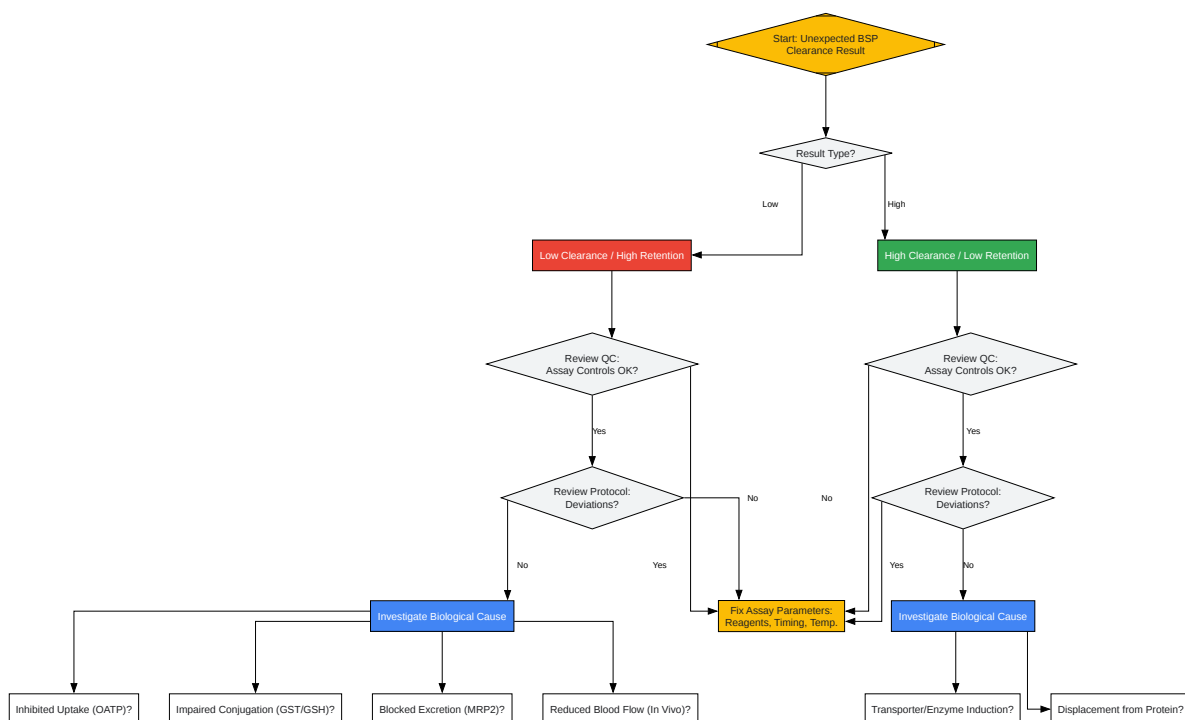 Start: Unexpected BSP
Clearance Result
Result Type?
Low
High
Low Clearance / High Retention
High Clearance / Low Retention
Review QC:
Assay Controls OK?
Review QC:
Assay Controls OK?
Yes
Yes
Review Protocol:
Deviations?
Review Protocol:
Deviations?
No
No
No
Yes
Yes
No
Investigate Biological Cause
Fix Assay Parameters:
Reagents, Timing, Temp.
Investigate Biological Cause
Inhibited Uptake (OATP)?
Impaired Conjugation (GST/GSH)?
Blocked Excretion (MRP2)?
Reduced Blood Flow (In Vivo)?
Transporter/Enzyme Induction?
Displacement from Protein?